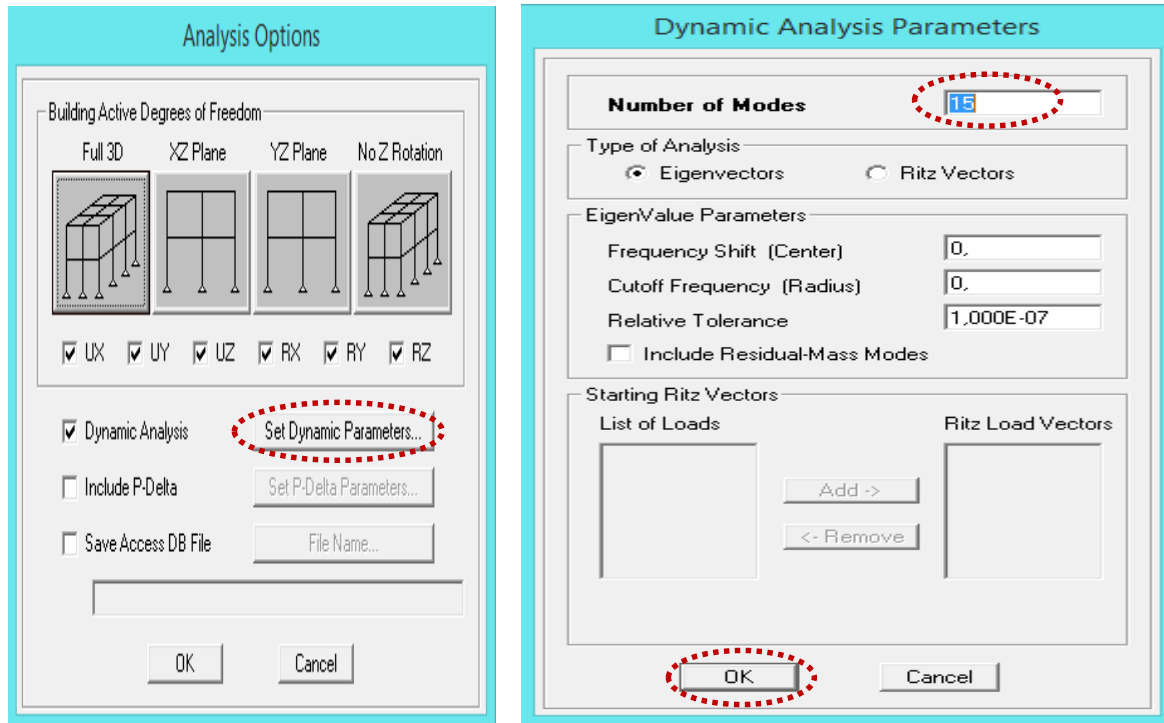 Analysis Options
Building Active Degrees of Freedom
Full 3D XZ Plane YZ Plane No Z Rotation
UX UY UZ RX RY RZ
Dynamic Analysis Set Dynamic Parameters...
Include P-Delta Set P-Delta Parameters...
Save Access DB File File Name...
OK Cancel
Dynamic Analysis Parameters
Number of Modes 15
Type of Analysis
Eigenvectors Ritz Vectors
EigenValue Parameters
Frequency Shift (Center) 0,
Cutoff Frequency (Radius) 0,
Relative Tolerance 1,000E-07
Include Residual-Mass Modes
Starting Ritz Vectors
List of Loads Ritz Load Vectors
Add ->
<- Remove
OK Cancel